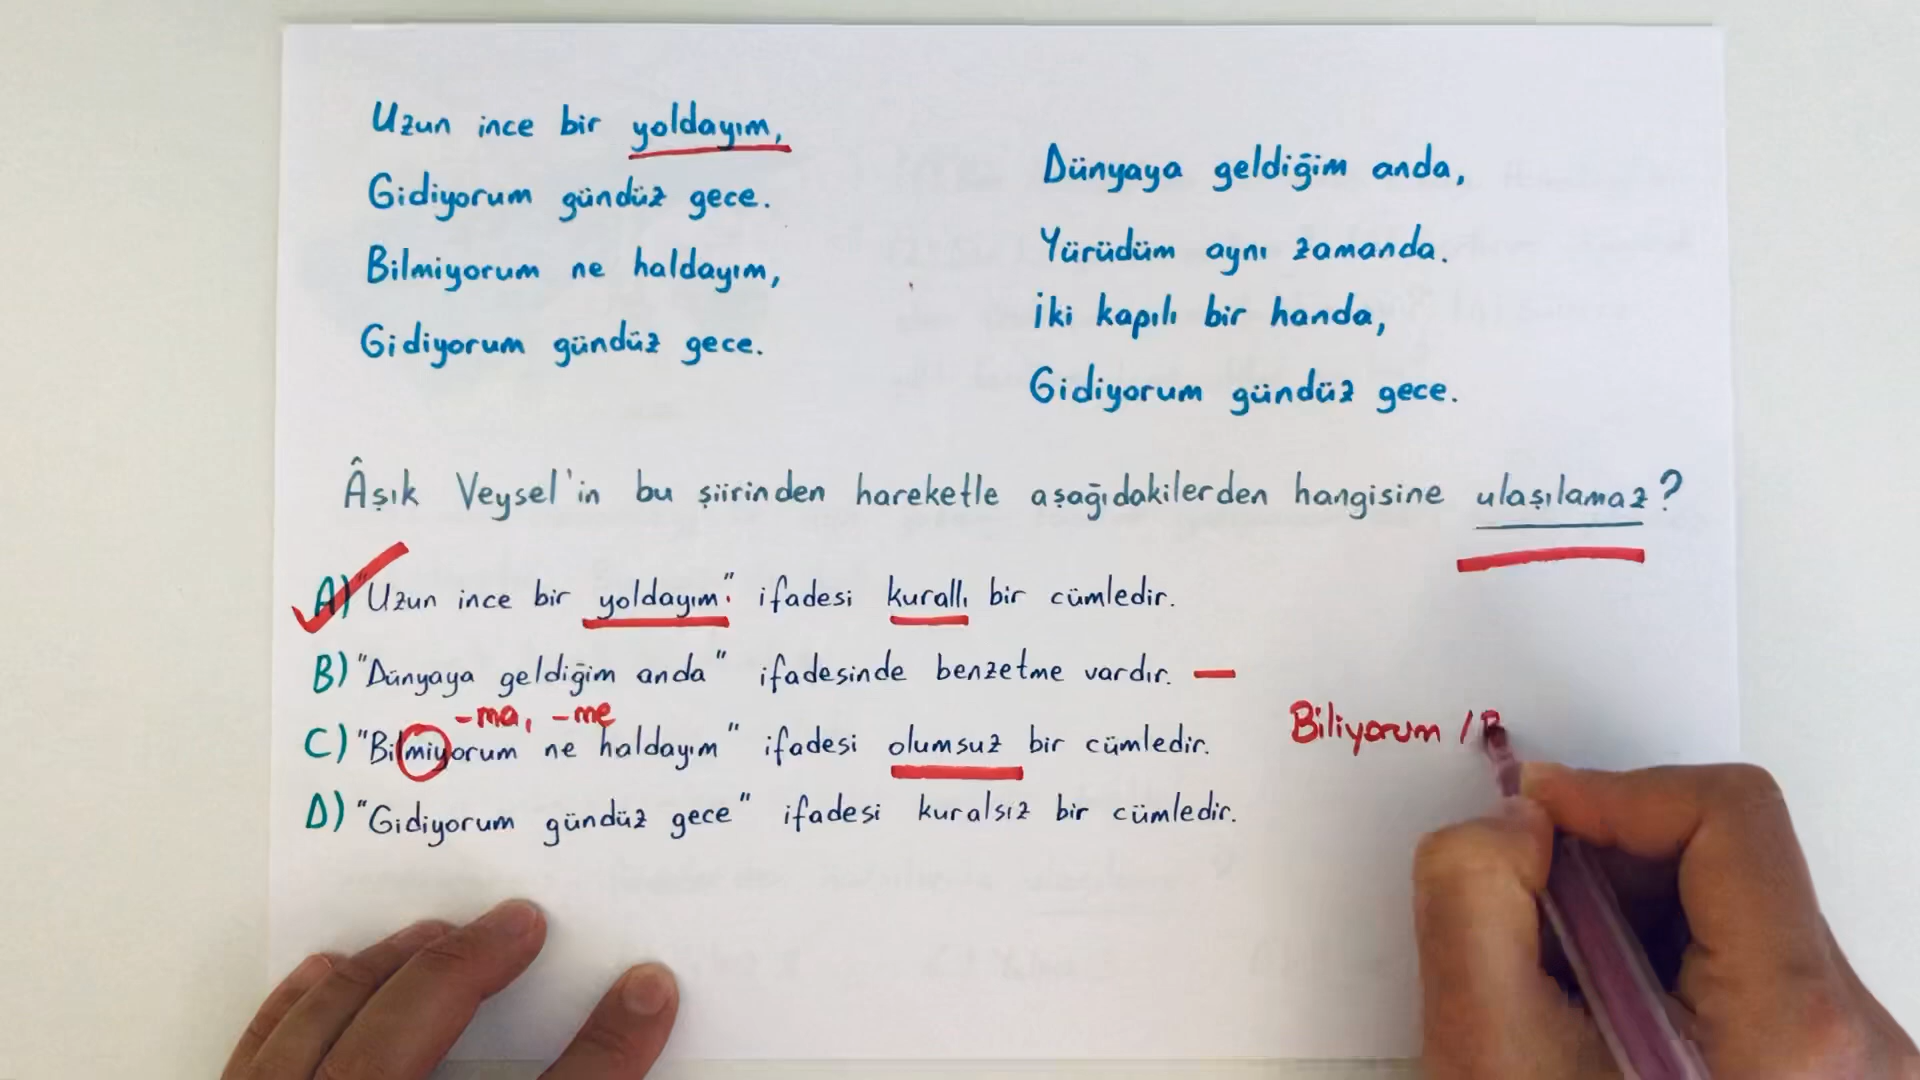 Uzun ince bir yoldayım,
Gidiyorum gündüz gece.
Bilmiyorum ne haldayım,
Gidiyorum gündüz gece.
Dünyaya geldiğim anda,
Yürüdüm aynı zamanda.
İki kapılı bir handa,
Gidiyorum gündüz gece.
Âşık Veysel'in bu şiirinden hareketle aşağıdakilerden hangisine ulaşılamaz?
A) "Uzun ince bir yoldayım." ifadesi kurallı bir cümledir.
B) "Dünyaya geldiğim anda" ifadesinde benzetme vardır. —
-ma, -me
C) "Bilmiyorum ne haldayım" ifadesi olumsuz bir cümledir.
Biliyorum / B
D) "Gidiyorum gündüz gece" ifadesi kuralsız bir cümledir.